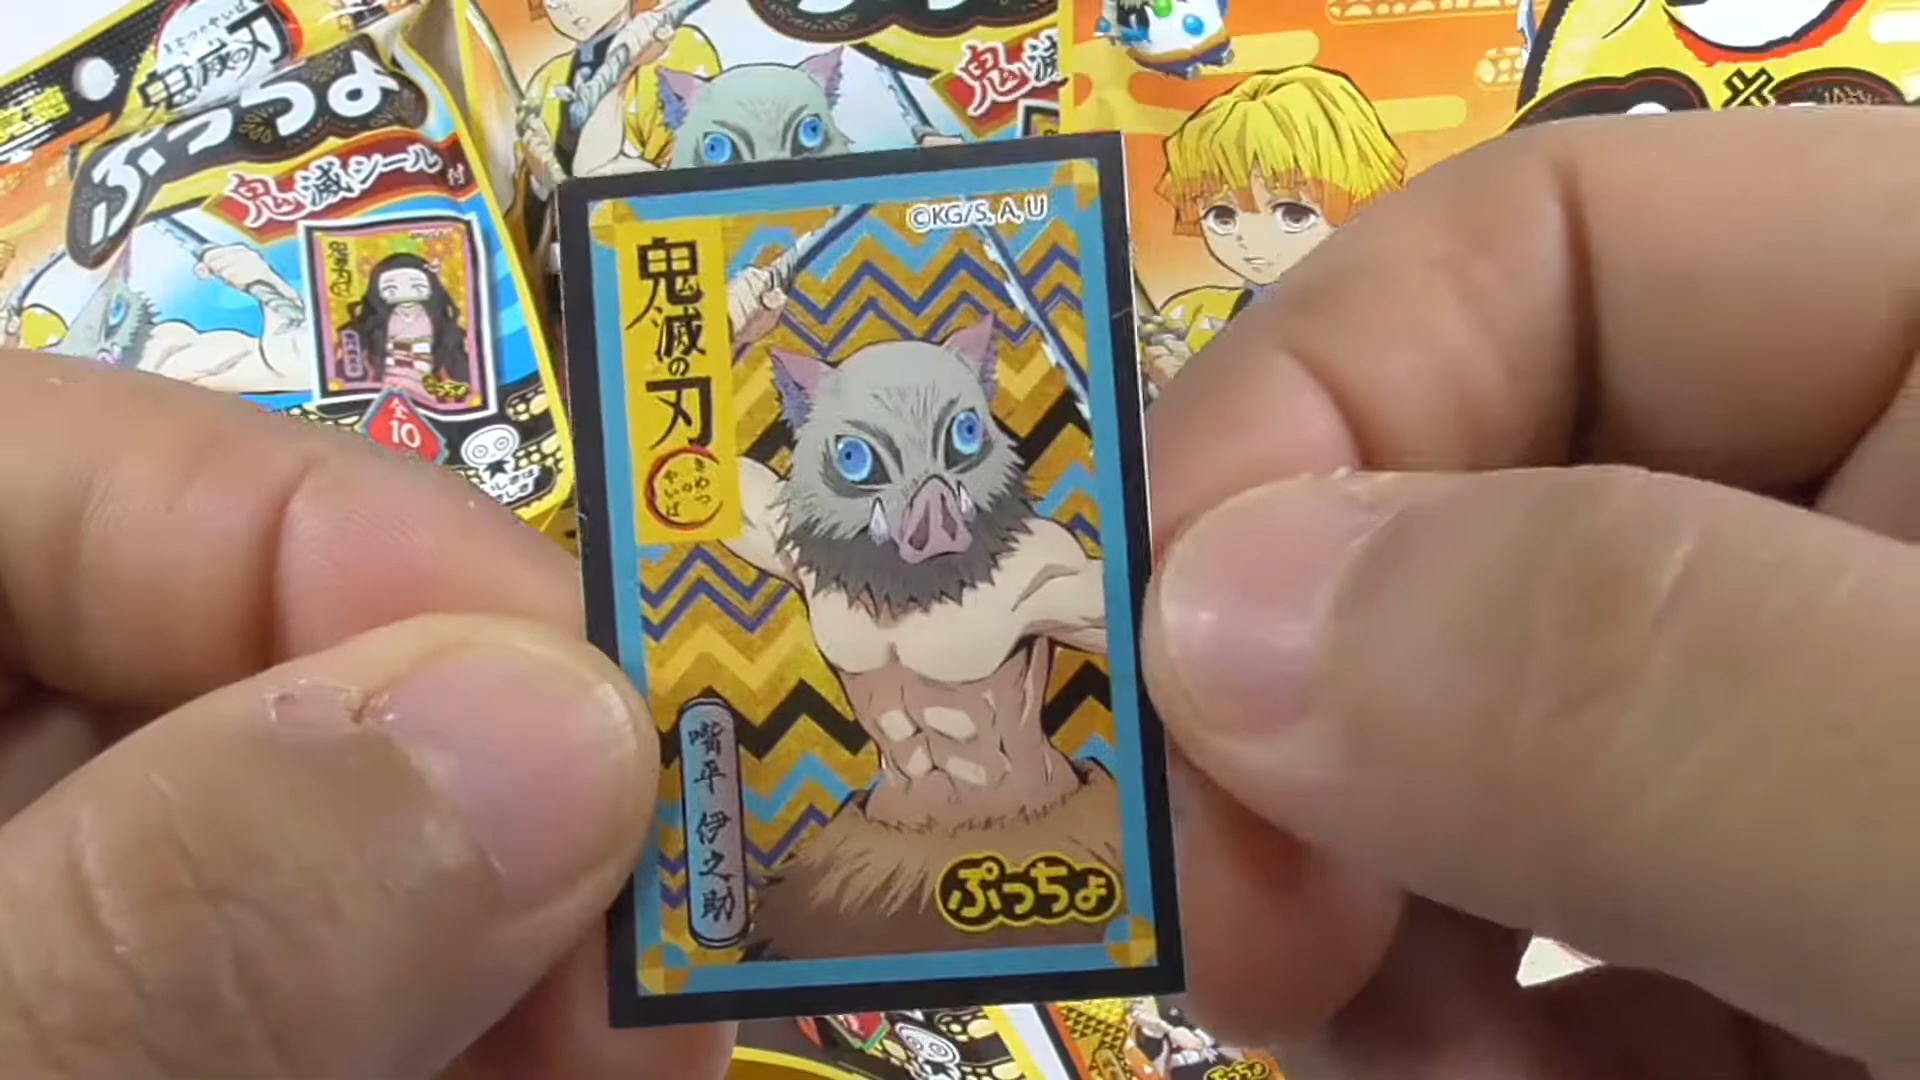 鬼滅の刃
ぷっちょ
鬼滅シール付
全10
鬼滅
©KG/S, A, U
鬼滅の刃
きめつのやいば
嘴平 伊之助
ぷっちょ